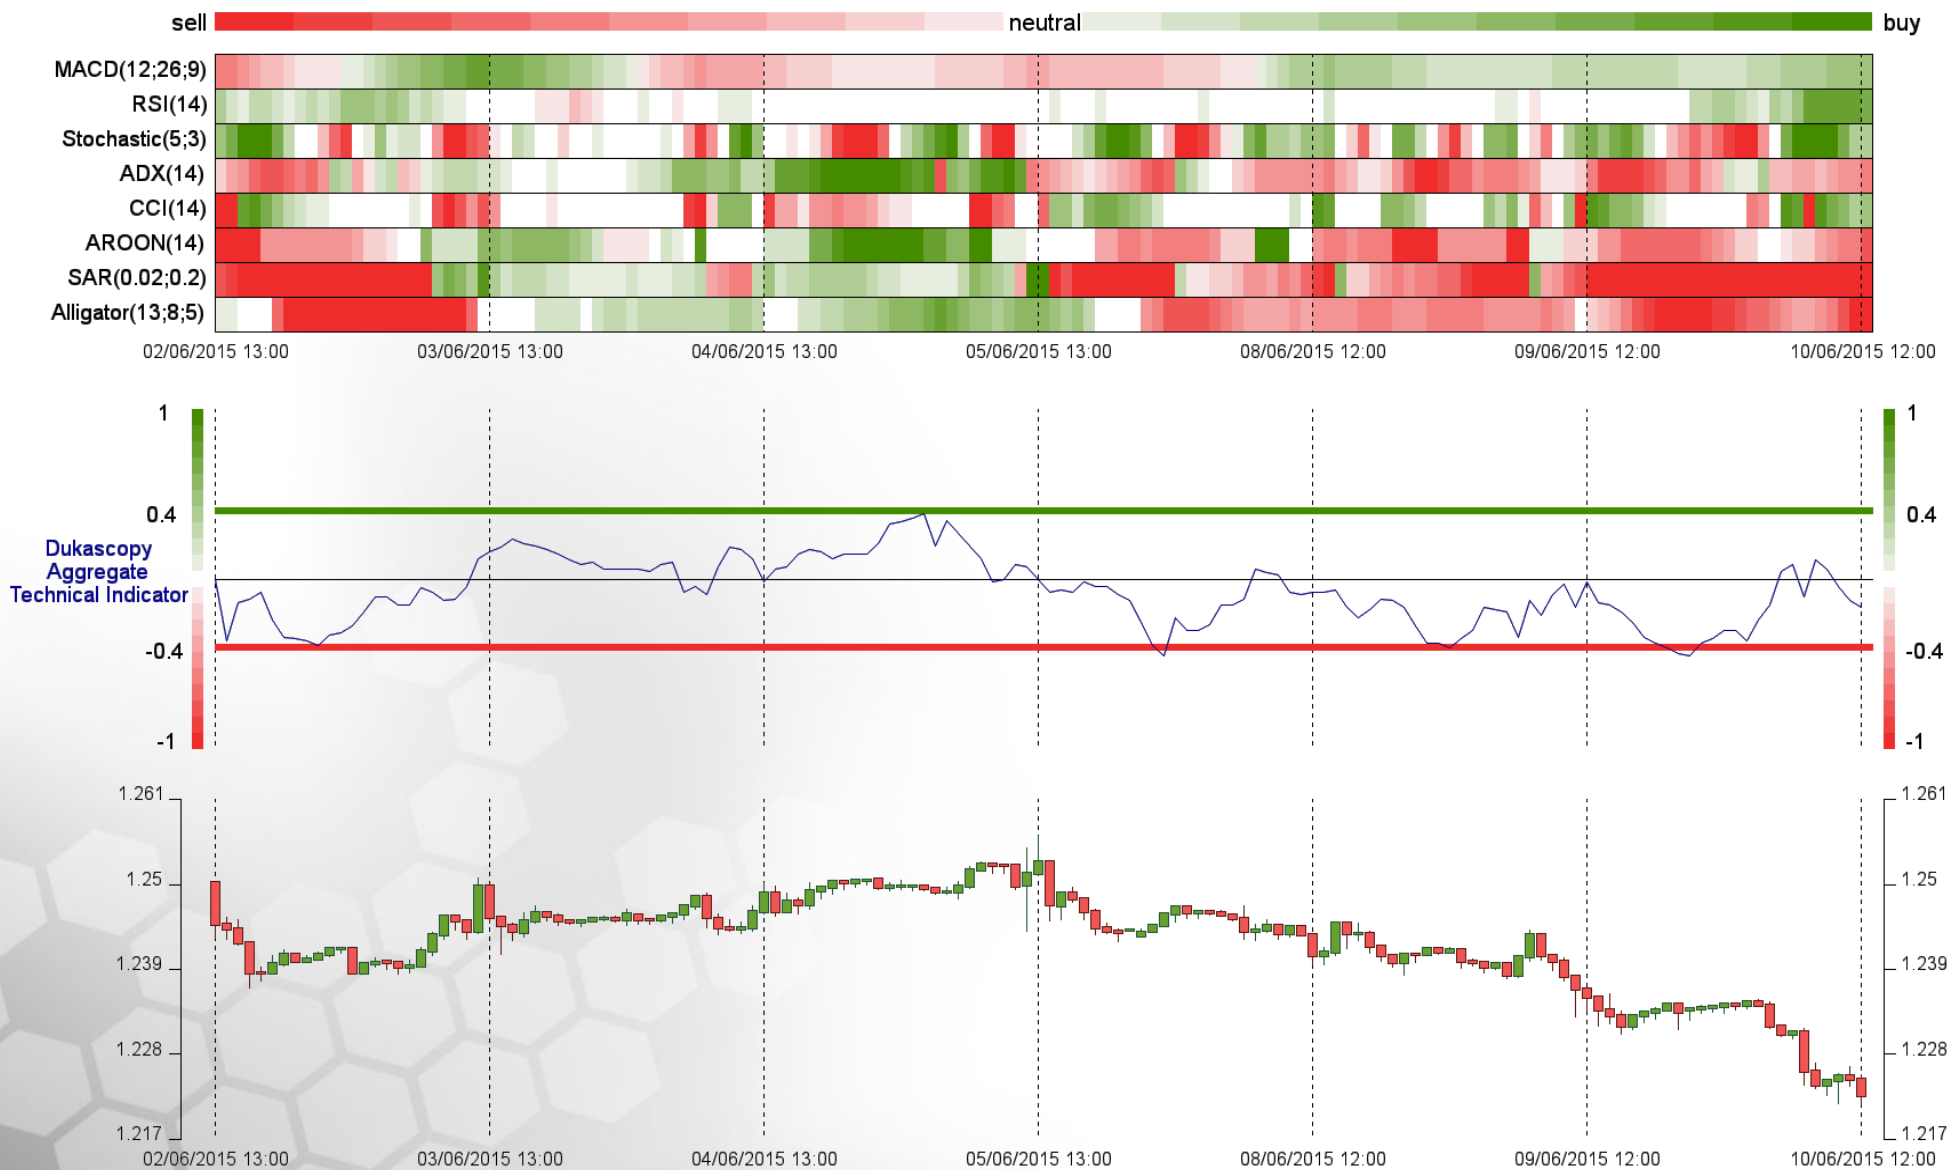 sell neutral buy
MACD(12;26;9)
RSI(14)
Stochastic(5;3)
ADX(14)
CCI(14)
AROON(14)
SAR(0.02;0.2)
Alligator(13;8;5)
02/06/2015 13:00 03/06/2015 13:00 04/06/2015 13:00 05/06/2015 13:00 08/06/2015 12:00 09/06/2015 12:00 10/06/2015 12:00
1 1
0.4 0.4
Dukascopy
Aggregate
Technical Indicator
-0.4 -0.4
-1 -1
1.261 1.261
1.25 1.25
1.239 1.239
1.228 1.228
1.217 1.217
02/06/2015 13:00 03/06/2015 13:00 04/06/2015 13:00 05/06/2015 13:00 08/06/2015 12:00 09/06/2015 12:00 10/06/2015 12:00